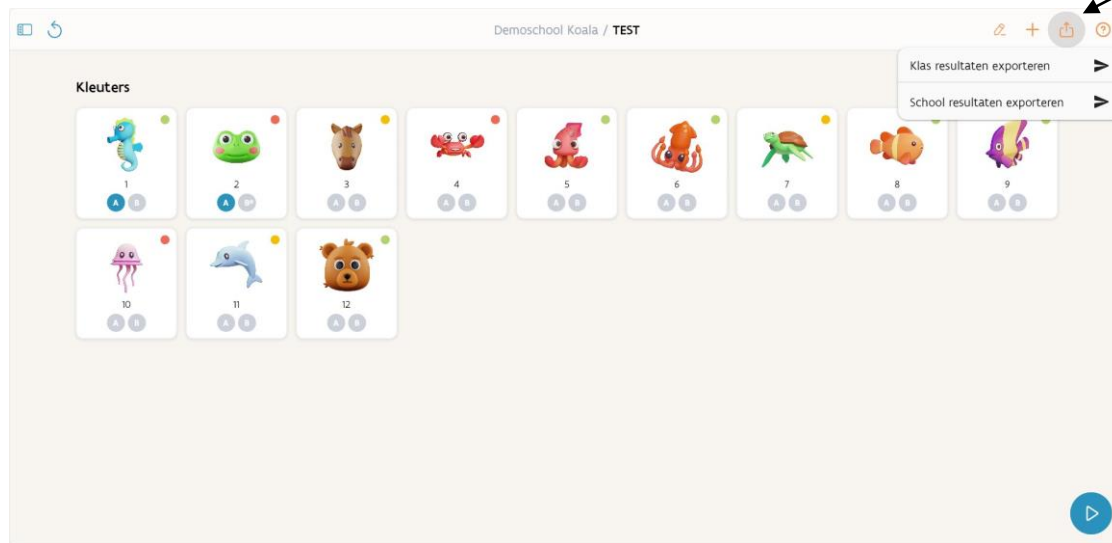 Demoschool Koala / TEST
Klas resultaten exporteren
School resultaten exporteren
Kleuters
1 2 3 4 5 6 7 8 9
A B A B* A B A B A B A B A B A B A B
10 11 12
A B A B A B